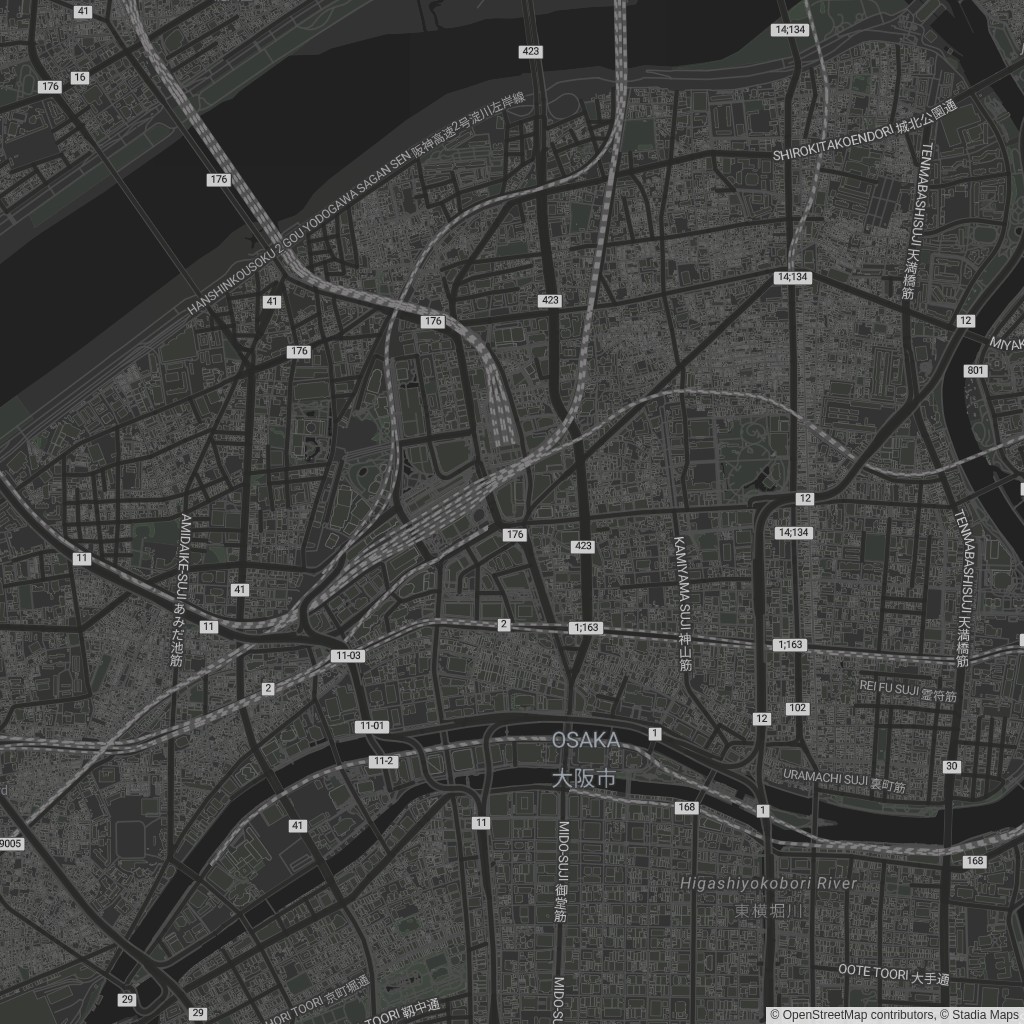 41
423
14;134
16
176
HANSHINKOUSOKU 2 GOU YODOGAWA SAGAN SEN 阪神高速2号淀川左岸線
SHIROKITAKOENDORI 城北公園通
TENMABASHISUJI 天満橋筋
176
14;134
41
423
176
12
MIYAK
176
801
12
AMIDAIKE-SUJI あみだ池筋
176
14;134
TENMABASHISUJI 天満橋筋
423
KAMIYAMA SUJI 神山筋
11
41
11
2
1;163
1;163
11-03
2
REI FU SUJI 霊符筋
102
12
11-01
1
OSAKA
11-2
30
大阪市
URAMACHI SUJI 裏町筋
168
1
41
11
9005
MIDO-SUJI 御堂筋
168
Higashiyokobori River
東横堀川
OOTE TOORI 大手通
29
29
HORI TOORI 京町堀通
TOORI 靭中通
MIDO-SU
© OpenStreetMap contributors, © Stadia Maps